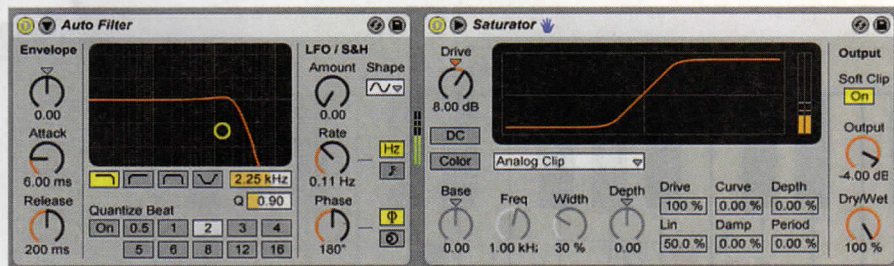 Auto Filter
Envelope
0.00
Attack
6.00 ms
Release
200 ms
2.25 kHz
Q 0.90
Quantize Beat
On 0.5 1 2 3 4
5 6 8 12 16
LFO / S&H
Amount Shape
0.00
Rate
Hz
0.11 Hz
Phase
180°
Saturator
Drive
8.00 dB
DC
Color
Analog Clip
Base Freq Width Depth
0.00 1.00 kHz 30 % 0.00
Drive Curve Depth
100 % 0.00 % 0.00 %
Lin Damp Period
50.0 % 0.00 % 0.00 %
Output
Soft Clip
On
Output
-4.00 dB
Dry/Wet
100 %